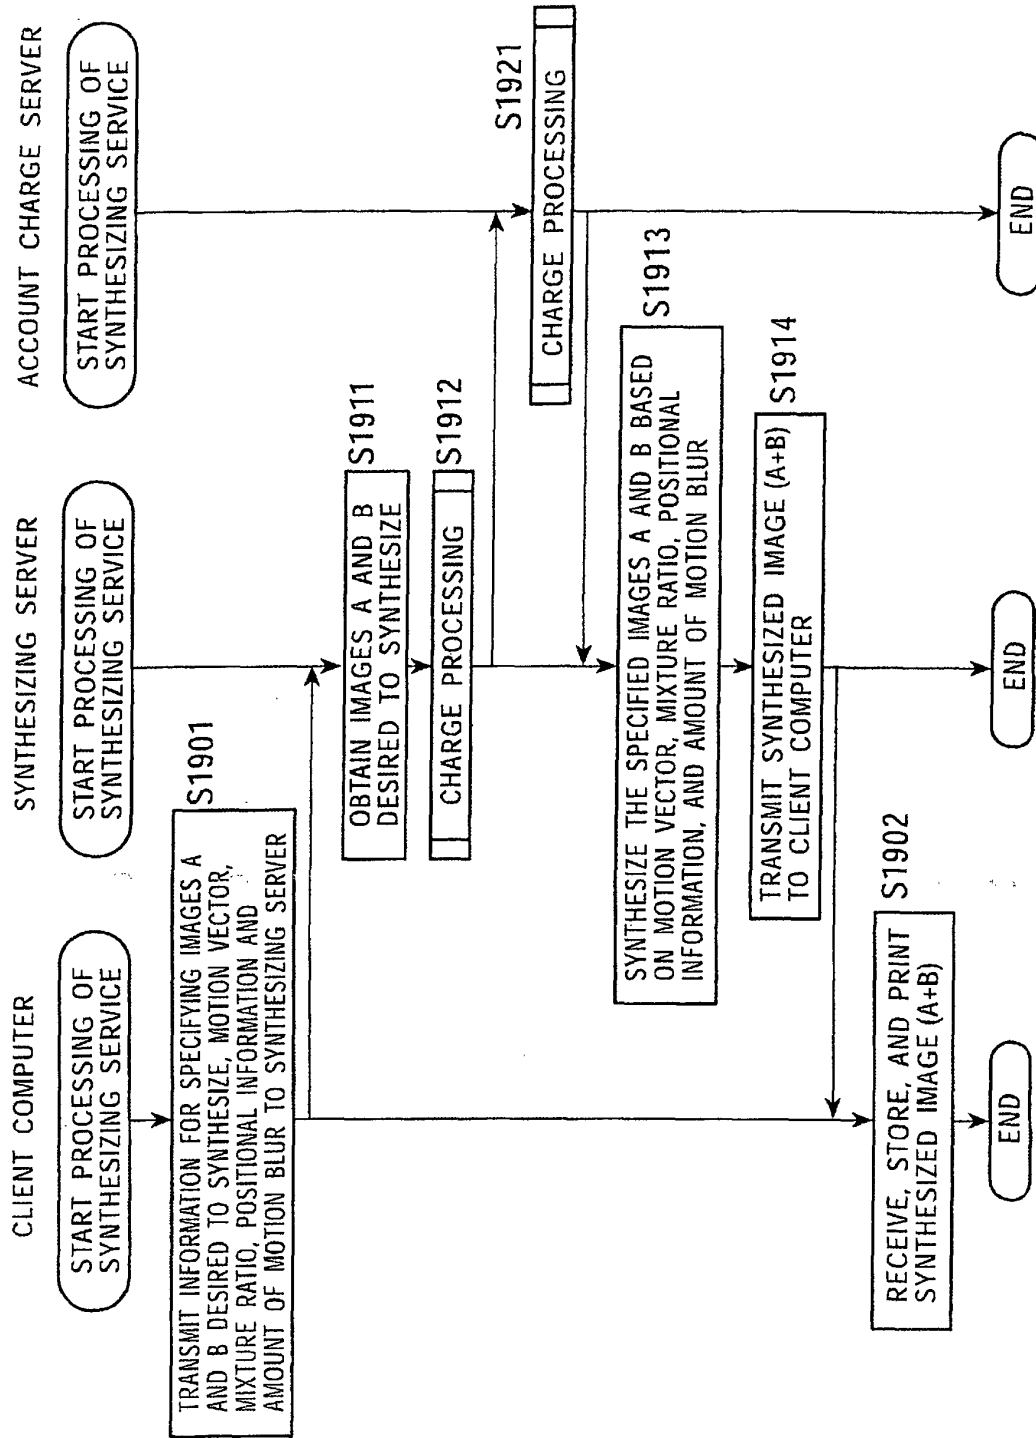 CLIENT COMPUTER
START PROCESSING OF
SYNTHESIZING SERVICE
S1901
TRANSMIT INFORMATION FOR SPECIFYING IMAGES A
AND B DESIRED TO SYNTHESIZE, MOTION VECTOR,
MIXTURE RATIO, POSITIONAL INFORMATION AND
AMOUNT OF MOTION BLUR TO SYNTHESIZING SERVER
S1902
RECEIVE, STORE, AND PRINT
SYNTHESIZED IMAGE (A+B)
END
SYNTHESIZING SERVER
START PROCESSING OF
SYNTHESIZING SERVICE
S1911
OBTAIN IMAGES A AND B
DESIRED TO SYNTHESIZE
S1912
CHARGE PROCESSING
S1913
SYNTHESIZE THE SPECIFIED IMAGES A AND B BASED
ON MOTION VECTOR, MIXTURE RATIO, POSITIONAL
INFORMATION, AND AMOUNT OF MOTION BLUR
S1914
TRANSMIT SYNTHESIZED IMAGE (A+B)
TO CLIENT COMPUTER
END
ACCOUNT CHARGE SERVER
START PROCESSING OF
SYNTHESIZING SERVICE
S1921
CHARGE PROCESSING
END